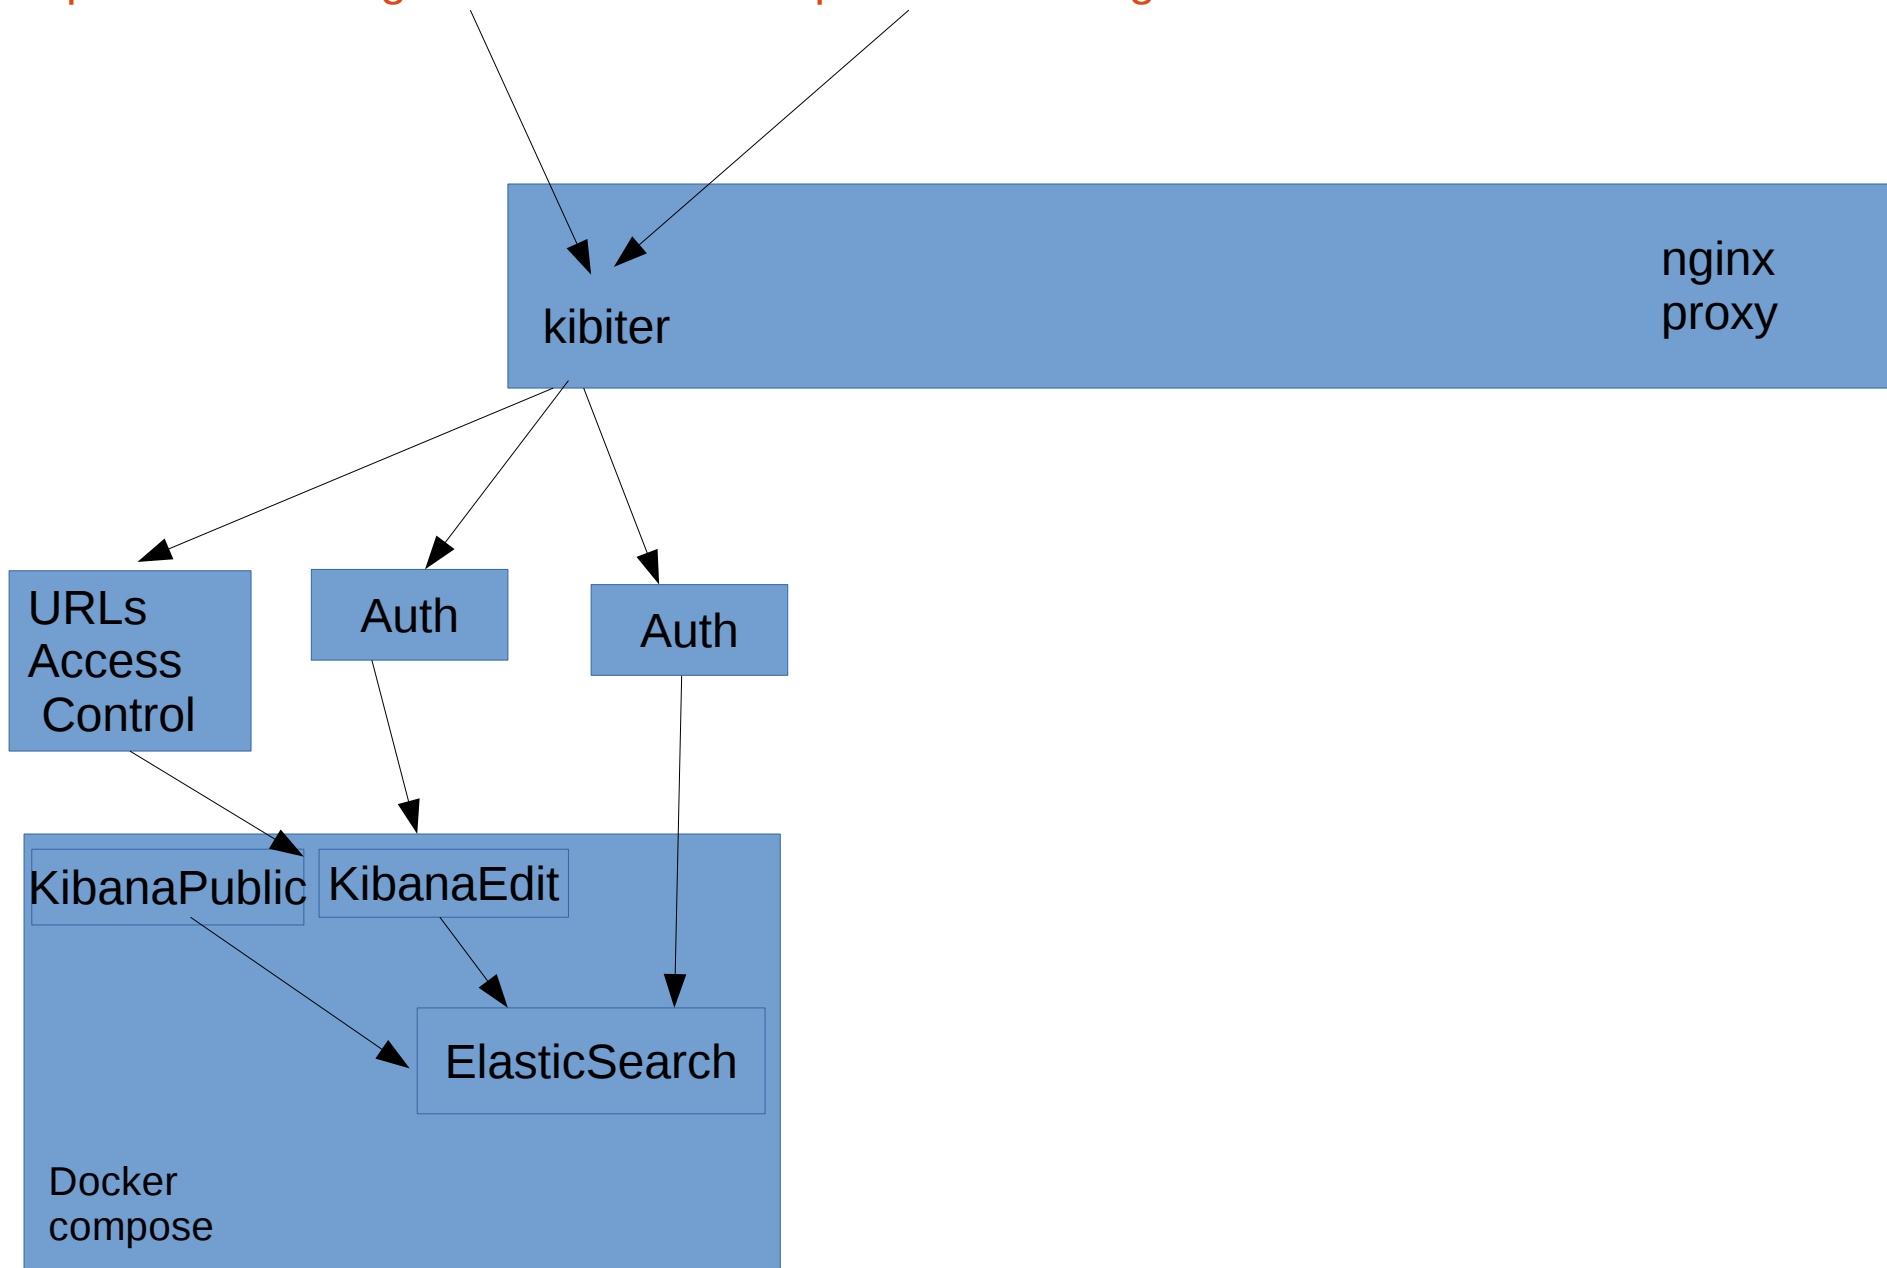 nginx
proxy
kibiter
URLs
Access
Control
Auth
Auth
KibanaPublic
KibanaEdit
ElasticSearch
Docker
compose